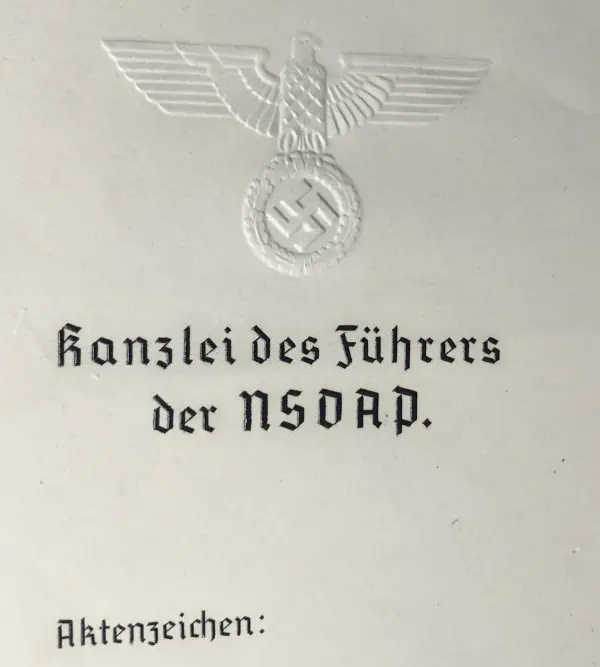 Kanzlei des Führers
der NSDAP.
Aktenzeichen: